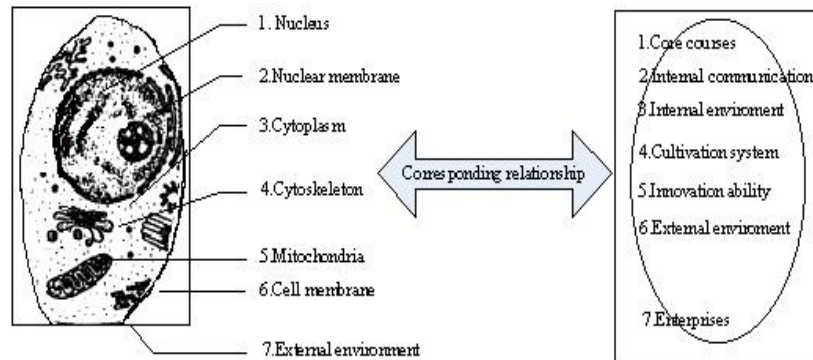 1. Nucleus
2.Nuclear membrane
3.Cytoplasm
4.Cytoskeleton
5.Mitochondria
6.Cell membrane
7.External environment
Corresponding relationship
1.Core courses
2.Internal communication
3.Internal enviroment
4.Cultivation system
5.Innovation ability
6.External enviroment
7.Enterprises